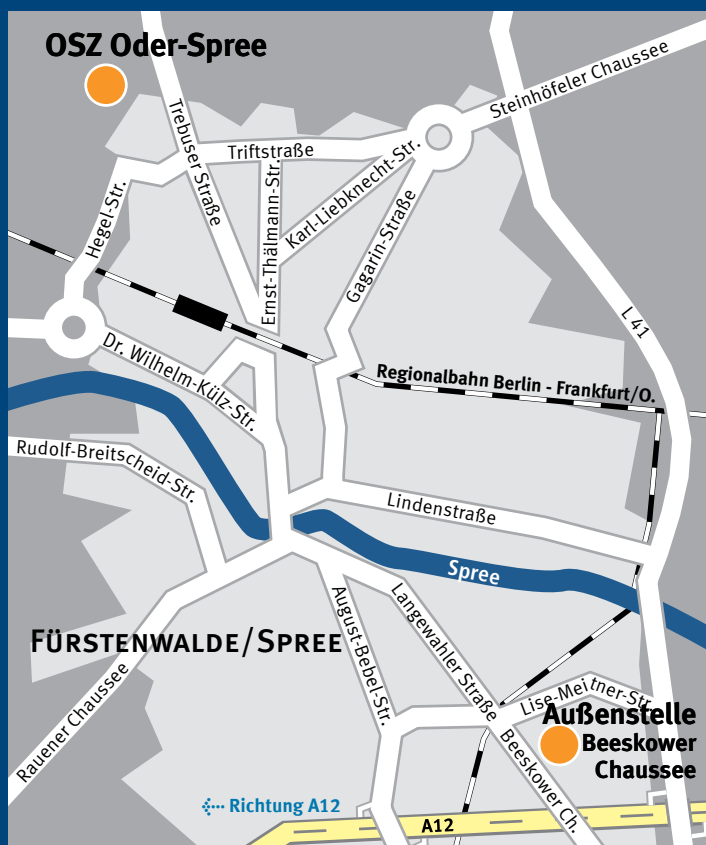 OSZ Oder-Spree
Steinhöfeler Chaussee
Trebuser Straße
Triftstraße
Karl-Liebknecht-Str.
Ernst-Thälmann-Str.
Hegel-Str.
Gagarin-Straße
L 41
Dr. Wilhelm-Külz-Str.
Regionalbahn Berlin - Frankfurt/O.
Rudolf-Breitscheid-Str.
Lindenstraße
Spree
FÜRSTENWALDE/SPREE
August-Bebel-Str.
Langewahler Straße
Rauener Chaussee
Lise-Meitner-Str.
Außenstelle
Beeskower
Chaussee
Beeskower Ch.
Richtung A12
A12